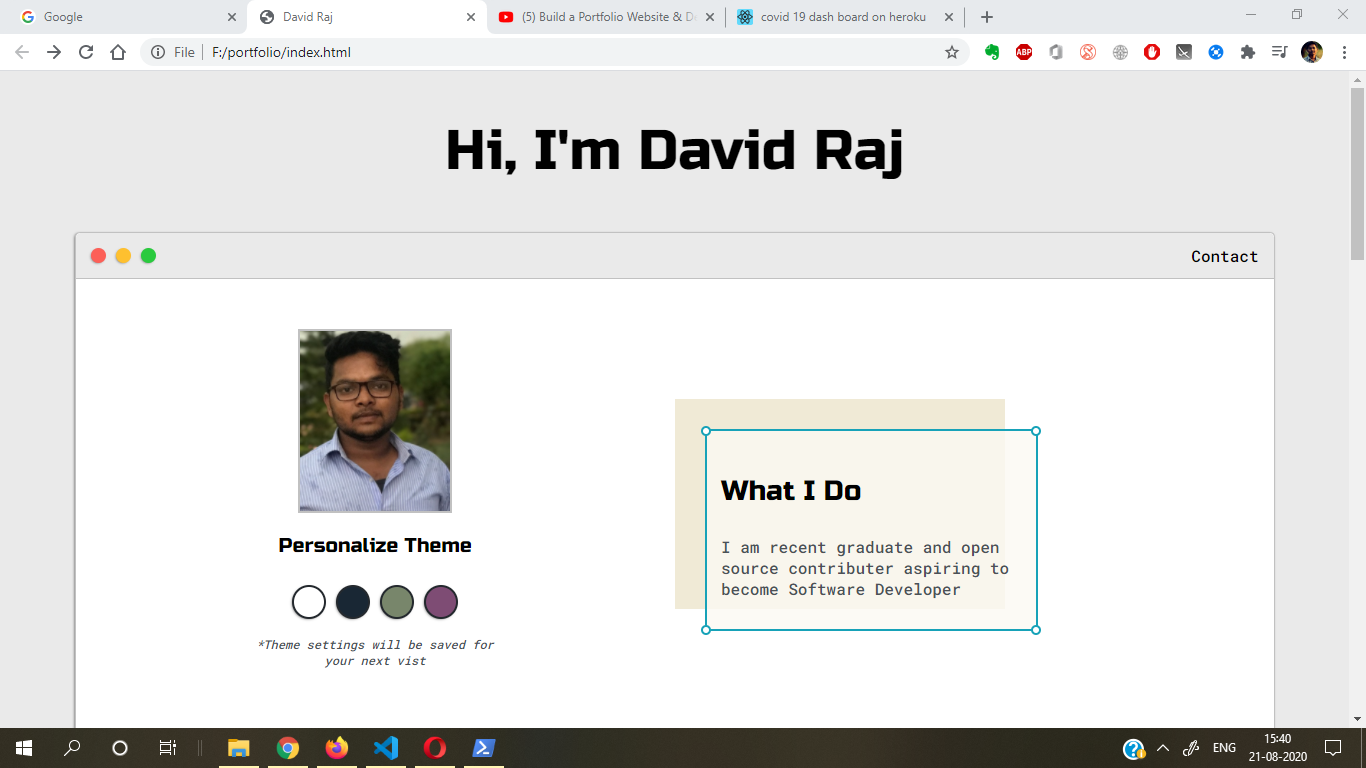 Google
David Raj
(5) Build a Portfolio Website & D
covid 19 dash board on heroku
File
F:/portfolio/index.html
ABP
Hi, I'm David Raj
Contact
What I Do
I am recent graduate and open
source contributer aspiring to
become Software Developer
Personalize Theme
*Theme settings will be saved for
your next vist
ENG
15:40
21-08-2020